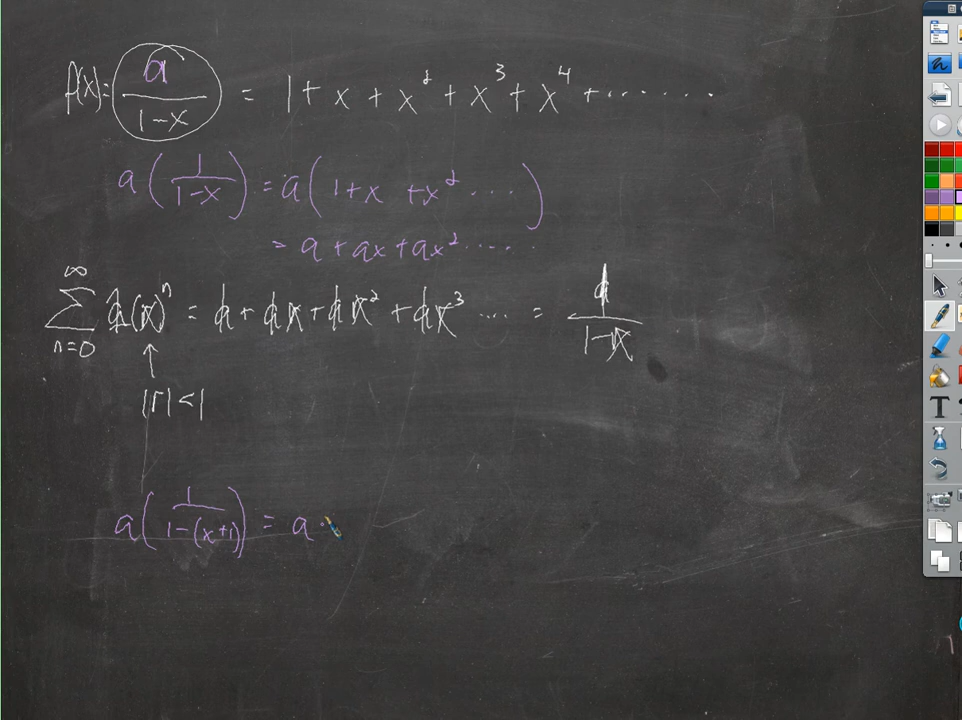 f(x) = a/(1-x) = 1 + x + x² + x³ + x⁴ + ......
a(1/(1-x)) = a(1 + x + x² ....)
= a + ax + ax² .....
∞
∑ a(x)ⁿ = a + ax + ax² + ax³ .... = a/(1-x)
n=0
↑
|r| < 1
a(1/(1-(x+1))) = a ·
T